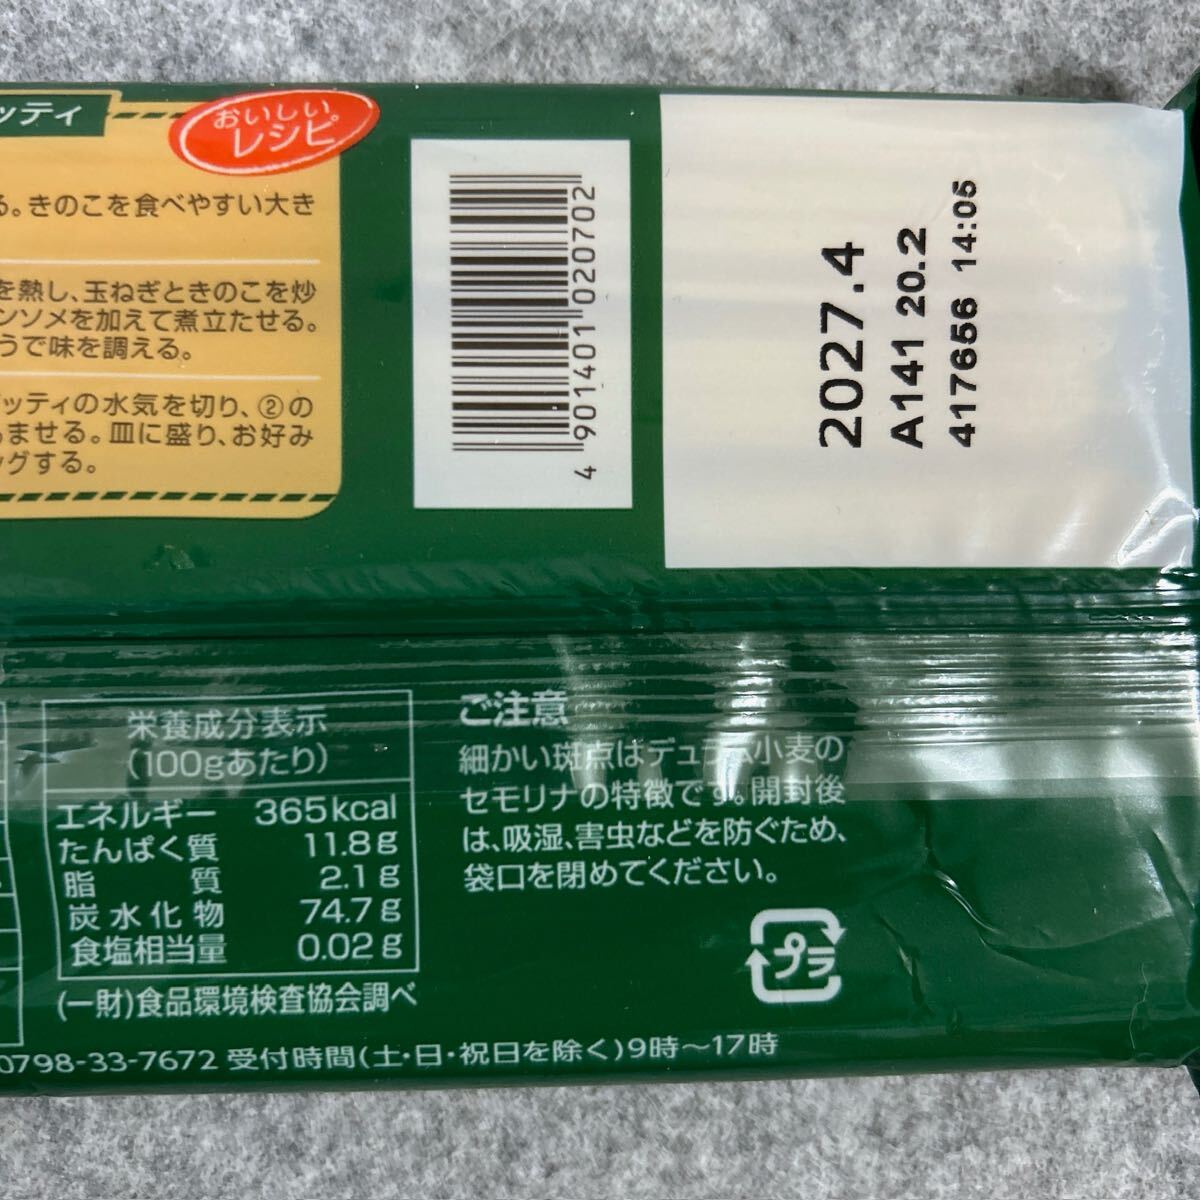 ッティ
おいしい
レシピ
る。きのこを食べやすい大き
を熱し、玉ねぎときのこを炒
ンソメを加えて煮立たせる。
うで味を調える。
ッティの水気を切り、②の
ませる。皿に盛り、お好み
グする。
4 901401 020702
2027.4
A141 20.2
417656 14:05
栄養成分表示
(100gあたり)
エネルギー 365kcal
たんぱく質 11.8g
脂質 2.1g
炭水化物 74.7g
食塩相当量 0.02g
(一財)食品環境検査協会調べ
ご注意
細かい斑点はデュラム小麦の
セモリナの特徴です。開封後
は、吸湿、害虫などを防ぐため、
袋口を閉めてください。
プラ
0798-33-7672 受付時間(土・日・祝日を除く)9時～17時